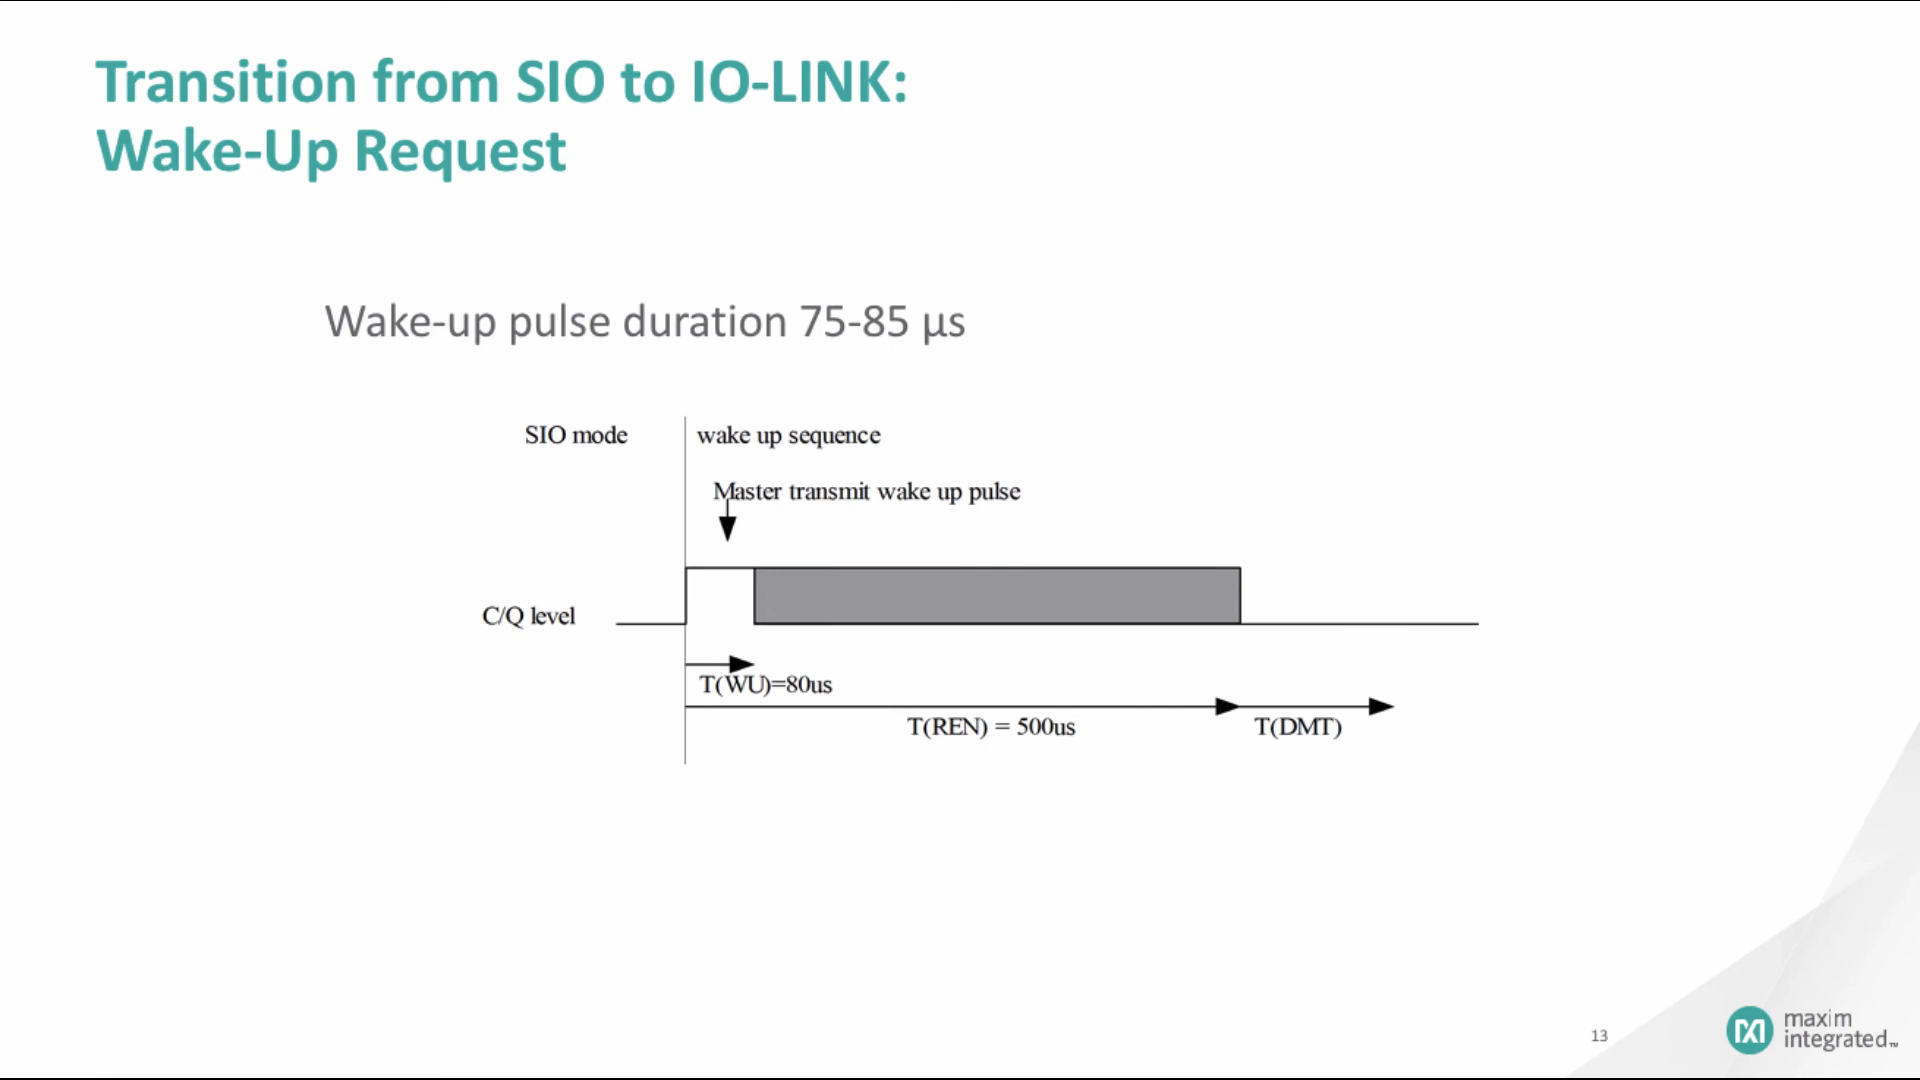 Transition from SIO to IO-LINK:
Wake-Up Request
Wake-up pulse duration 75-85 µs
SIO mode
wake up sequence
Master transmit wake up pulse
C/Q level
T(WU)=80us
T(REN) = 500us
T(DMT)
13
maxim
integrated™